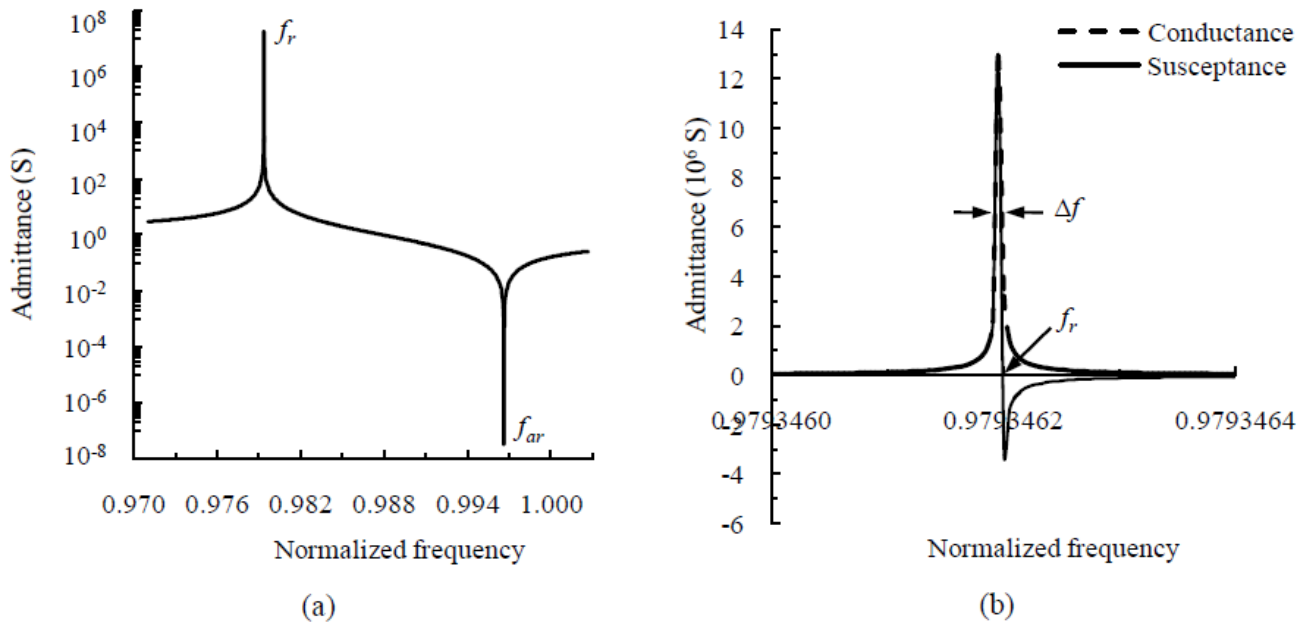 10^8
10^6
10^4
10^2
10^0
10^-2
10^-4
10^-6
10^-8
Admittance (S)
f_r
f_ar
0.970 0.976 0.982 0.988 0.994 1.000
Normalized frequency
(a)
14
12
10
8
6
4
2
0
-2
-4
-6
Admittance (10^6 S)
Conductance
Susceptance
Δf
f_r
0.9793460 0.9793462 0.9793464
Normalized frequency
(b)